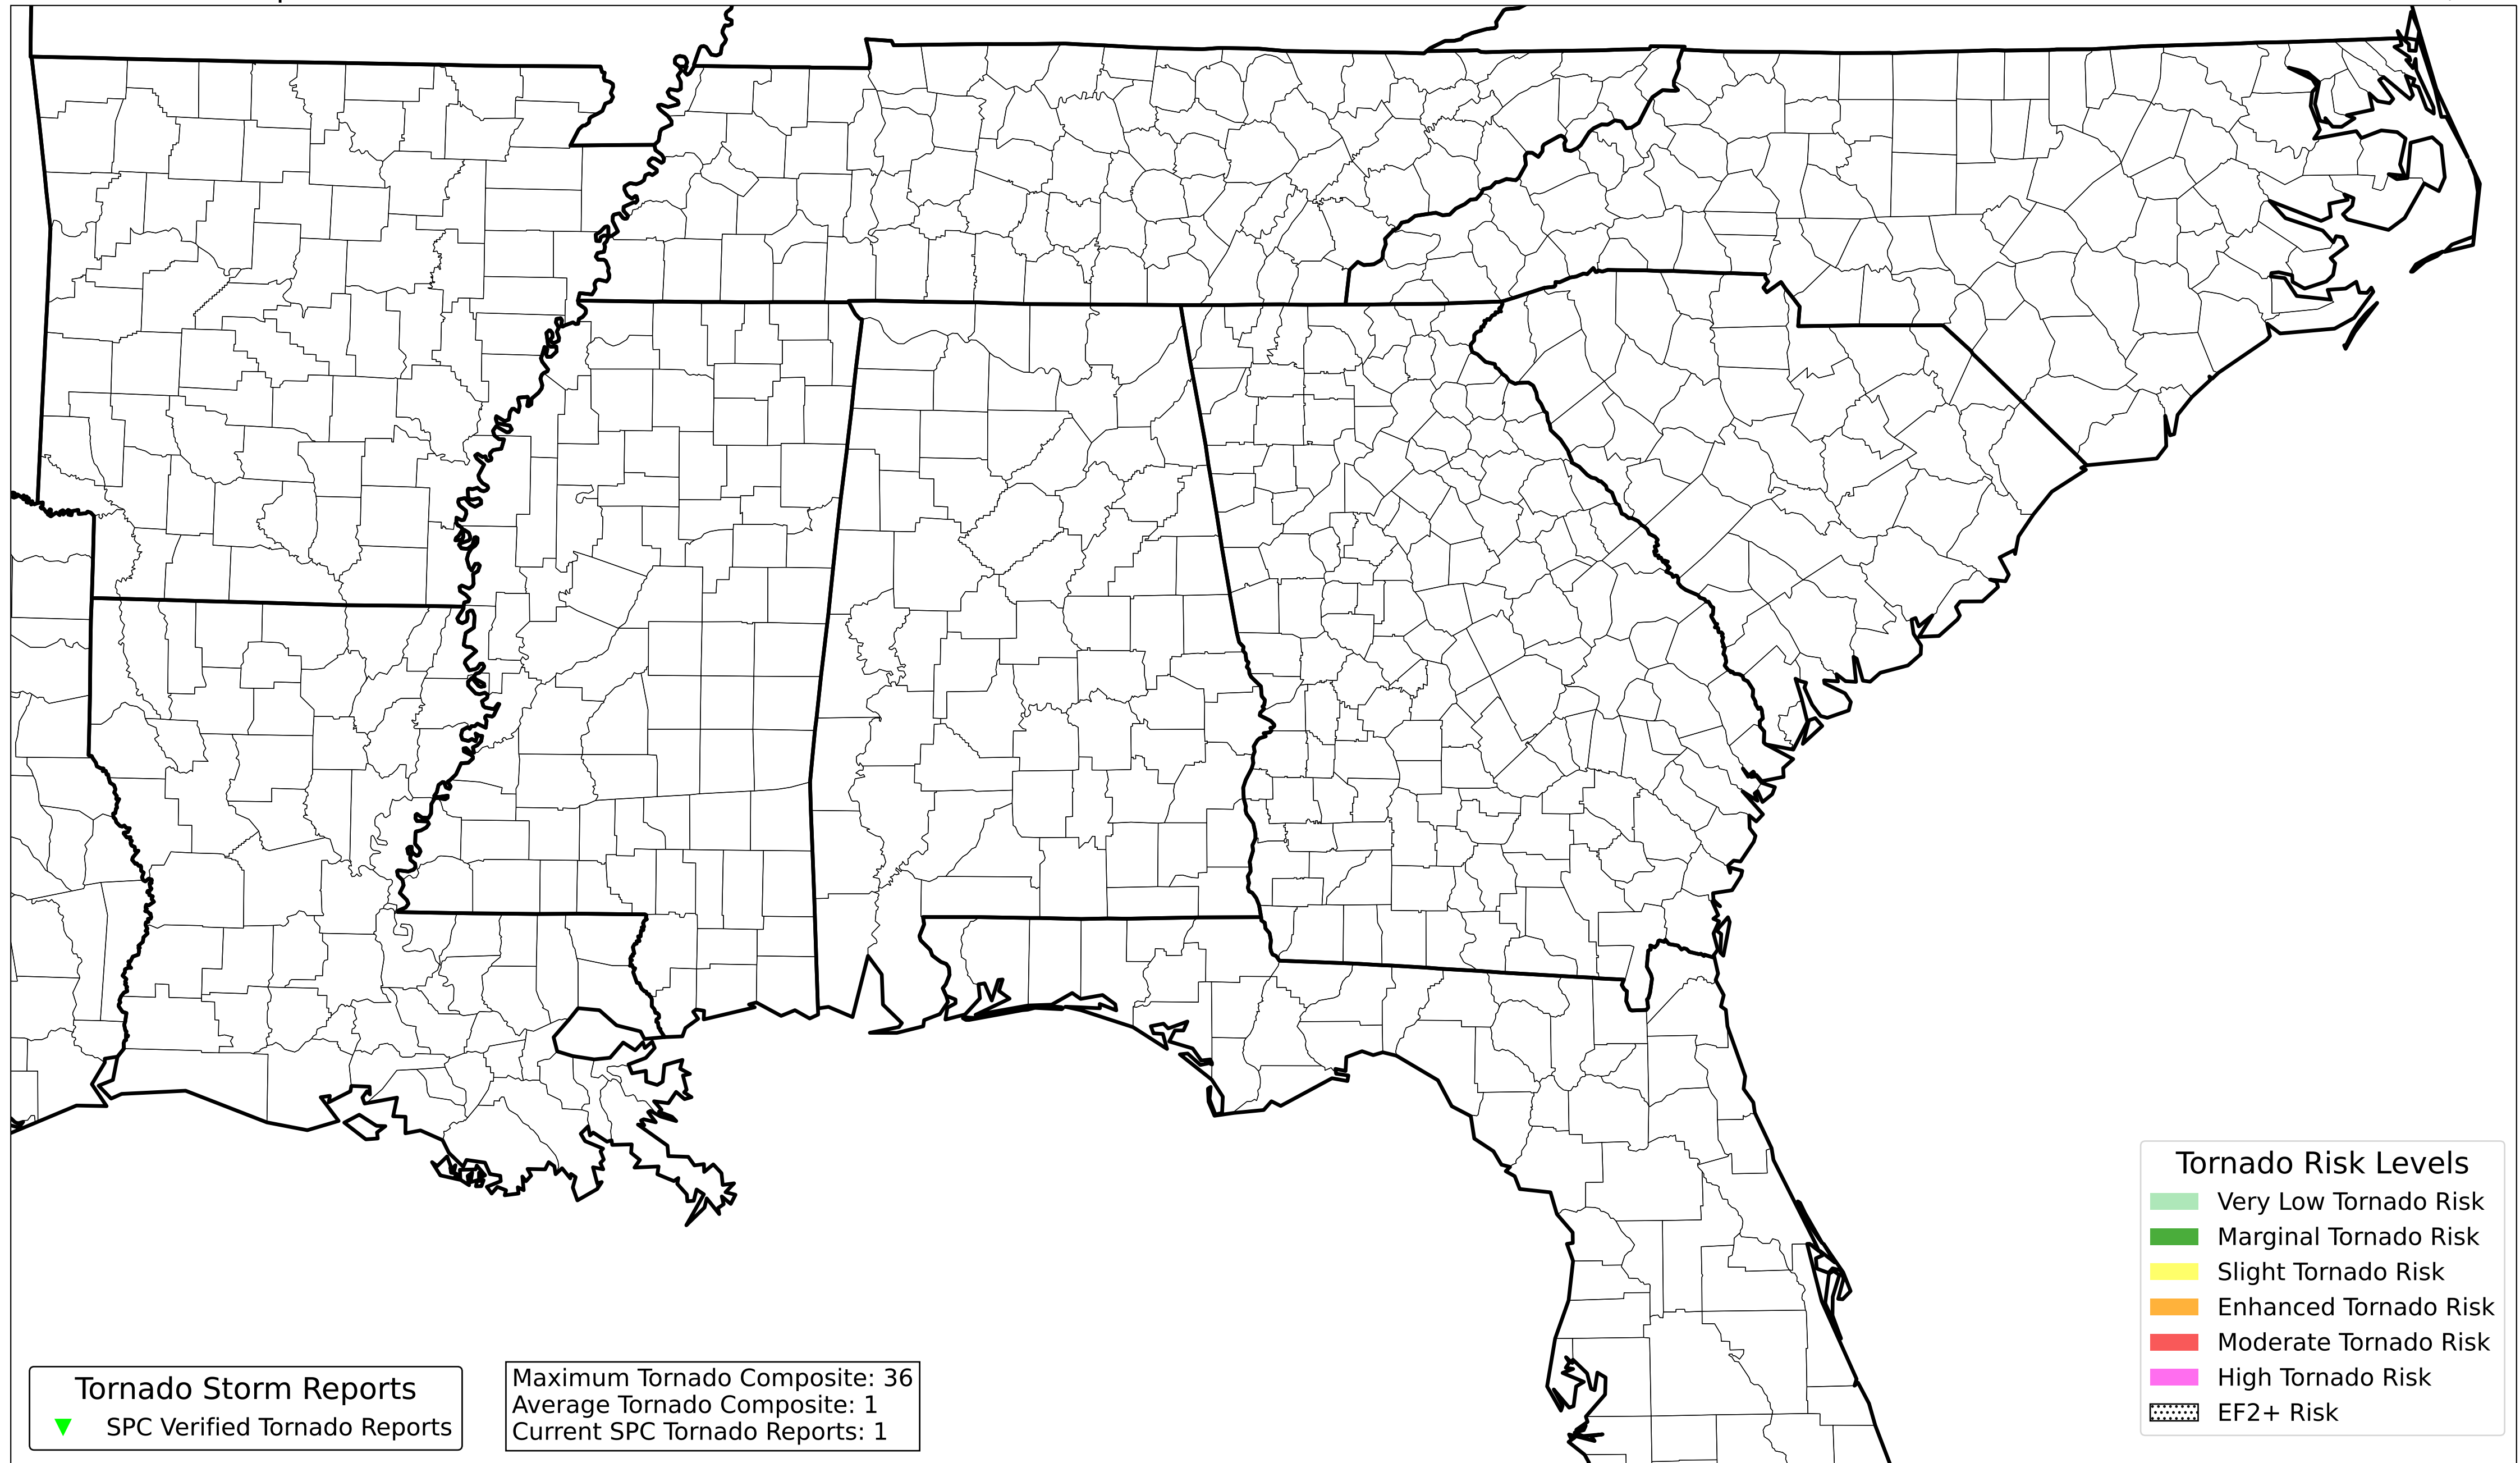 Tornado Storm Reports
SPC Verified Tornado Reports
Maximum Tornado Composite: 36
Average Tornado Composite: 1
Current SPC Tornado Reports: 1
Tornado Risk Levels
Very Low Tornado Risk
Marginal Tornado Risk
Slight Tornado Risk
Enhanced Tornado Risk
Moderate Tornado Risk
High Tornado Risk
EF2+ Risk